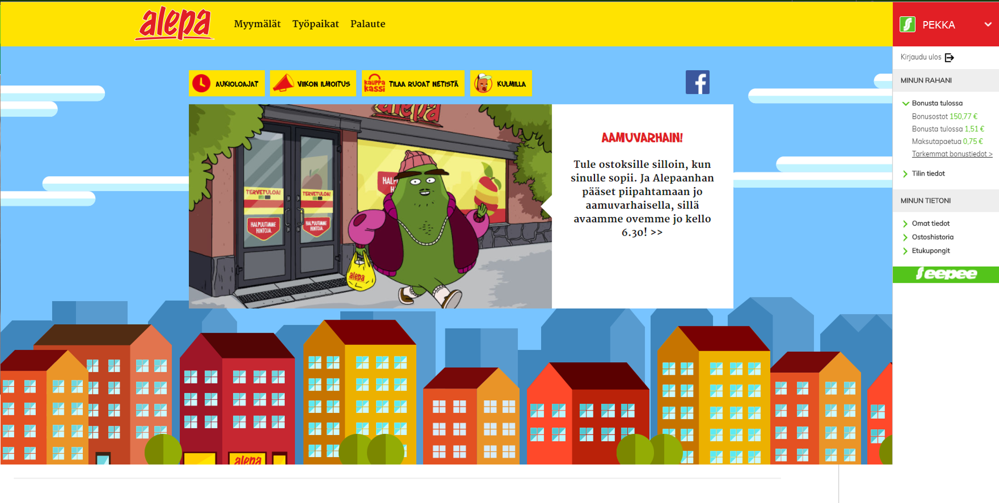 alepa
Myymälät Työpaikat Palaute
PEKKA
Kirjaudu ulos
AUKIOLOAJAT
VIIKON ILMOITUS
kauppa
kassi
TILAA RUOAT NETISTÄ
KULMILLA
f
MINUN RAHANI
Bonusta tulossa
Bonusostot 150,77 €
Bonusta tulossa 1,51 €
Maksutapaetua 0,75 €
Tarkemmat bonustiedot >
Tilin tiedot
MINUN TIETONI
Omat tiedot
Ostoshistoria
Etukupongit
Seepee
alepa
TERVETULOA!
TERVETULOA!
HALPUUTIMME
HINTOJA.
HALPUUTIMME
HINTOJA.
HALP
alepa
AAMUVARHAIN!
Tule ostoksille silloin, kun
sinulle sopii. Ja Alepaanhan
pääset piipahtamaan jo
aamuvarhaisella, sillä
avaamme ovemme jo kello
6.30! >>
alepa